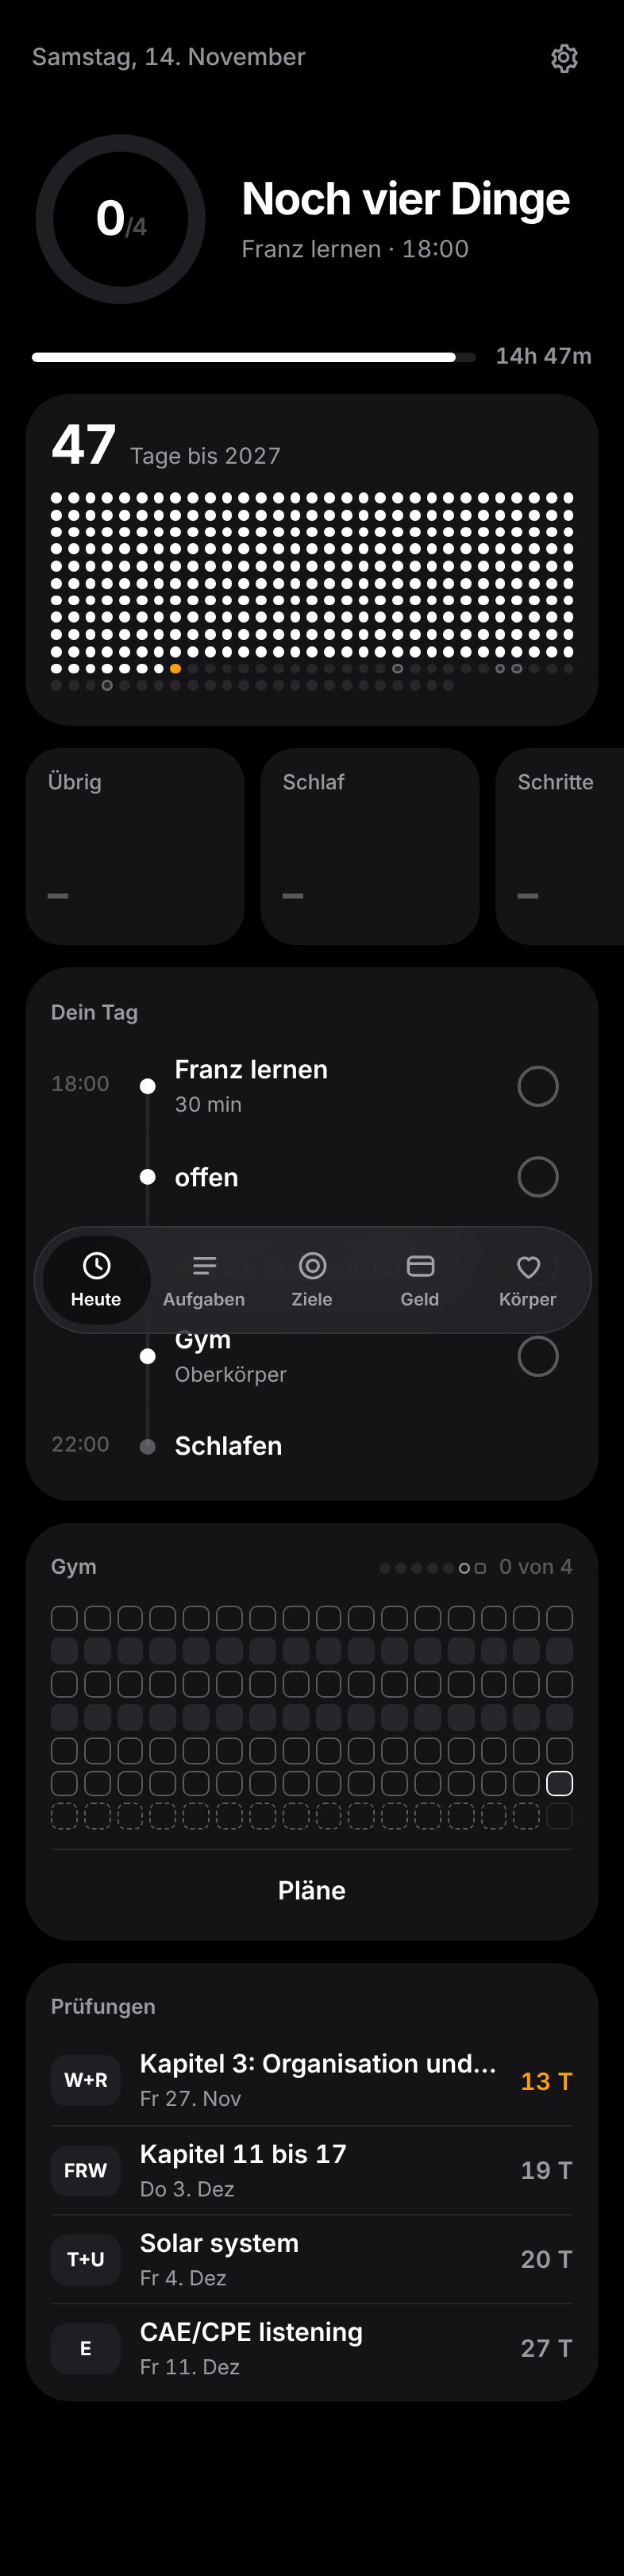 Samstag, 14. November
0/4
Noch vier Dinge
Franz lernen · 18:00
14h 47m
47 Tage bis 2027
Übrig
Schlaf
Schritte
–
–
–
Dein Tag
18:00
Franz lernen
30 min
offen
Heute
Aufgaben
Ziele
Geld
Körper
Gym
Oberkörper
22:00
Schlafen
Gym
0 von 4
Pläne
Prüfungen
W+R
Kapitel 3: Organisation und...
Fr 27. Nov
13 T
FRW
Kapitel 11 bis 17
Do 3. Dez
19 T
T+U
Solar system
Fr 4. Dez
20 T
E
CAE/CPE listening
Fr 11. Dez
27 T